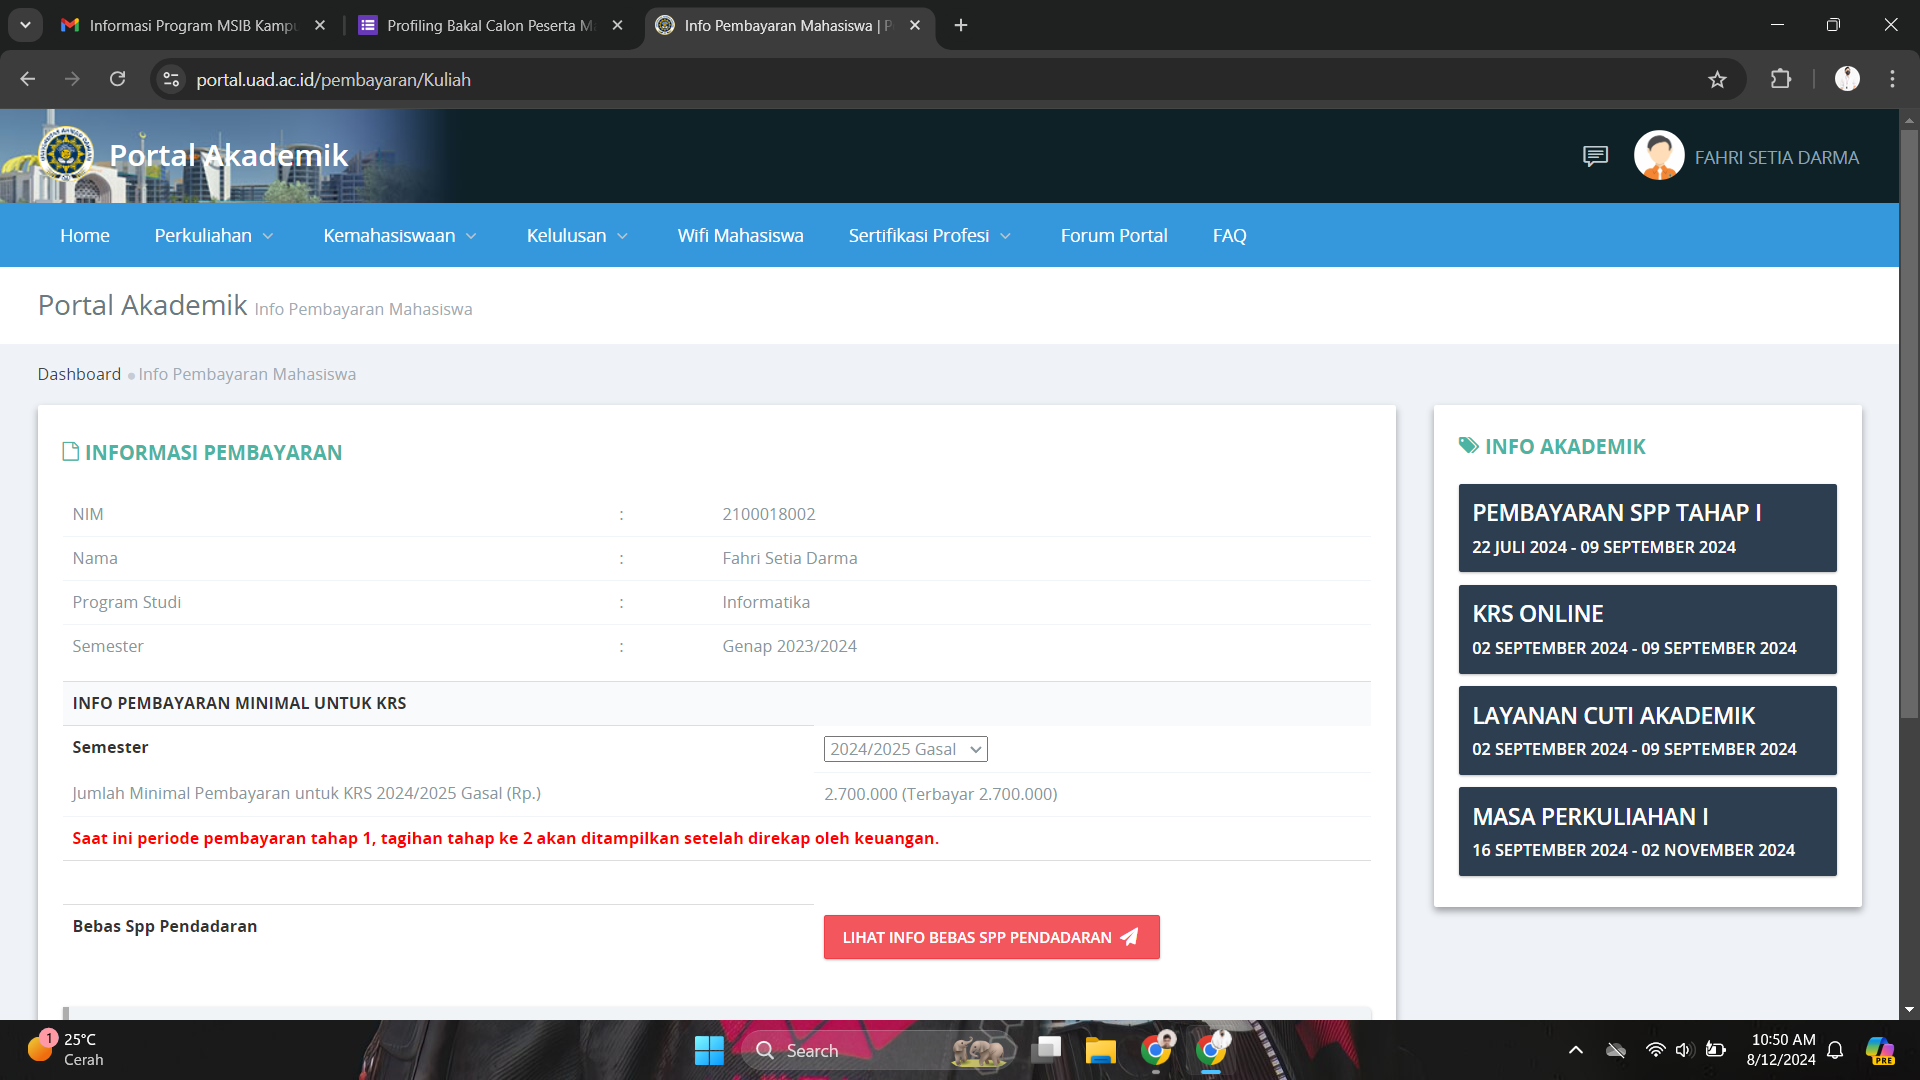 Informasi Program MSIB Kampu
Profiling Bakal Calon Peserta M
Info Pembayaran Mahasiswa | P
portal.uad.ac.id/pembayaran/Kuliah
Portal Akademik
FAHRI SETIA DARMA
Home
Perkuliahan
Kemahasiswaan
Kelulusan
Wifi Mahasiswa
Sertifikasi Profesi
Forum Portal
FAQ
Portal Akademik Info Pembayaran Mahasiswa
Dashboard Info Pembayaran Mahasiswa
INFORMASI PEMBAYARAN
NIM : 2100018002
Nama : Fahri Setia Darma
Program Studi : Informatika
Semester : Genap 2023/2024
INFO PEMBAYARAN MINIMAL UNTUK KRS
Semester 2024/2025 Gasal
Jumlah Minimal Pembayaran untuk KRS 2024/2025 Gasal (Rp.) 2.700.000 (Terbayar 2.700.000)
Saat ini periode pembayaran tahap 1, tagihan tahap ke 2 akan ditampilkan setelah direkap oleh keuangan.
Bebas Spp Pendadaran
LIHAT INFO BEBAS SPP PENDADARAN
INFO AKADEMIK
PEMBAYARAN SPP TAHAP I
22 JULI 2024 - 09 SEPTEMBER 2024
KRS ONLINE
02 SEPTEMBER 2024 - 09 SEPTEMBER 2024
LAYANAN CUTI AKADEMIK
02 SEPTEMBER 2024 - 09 SEPTEMBER 2024
MASA PERKULIAHAN I
16 SEPTEMBER 2024 - 02 NOVEMBER 2024
1
25°C
Cerah
Search
10:50 AM
8/12/2024
PRE